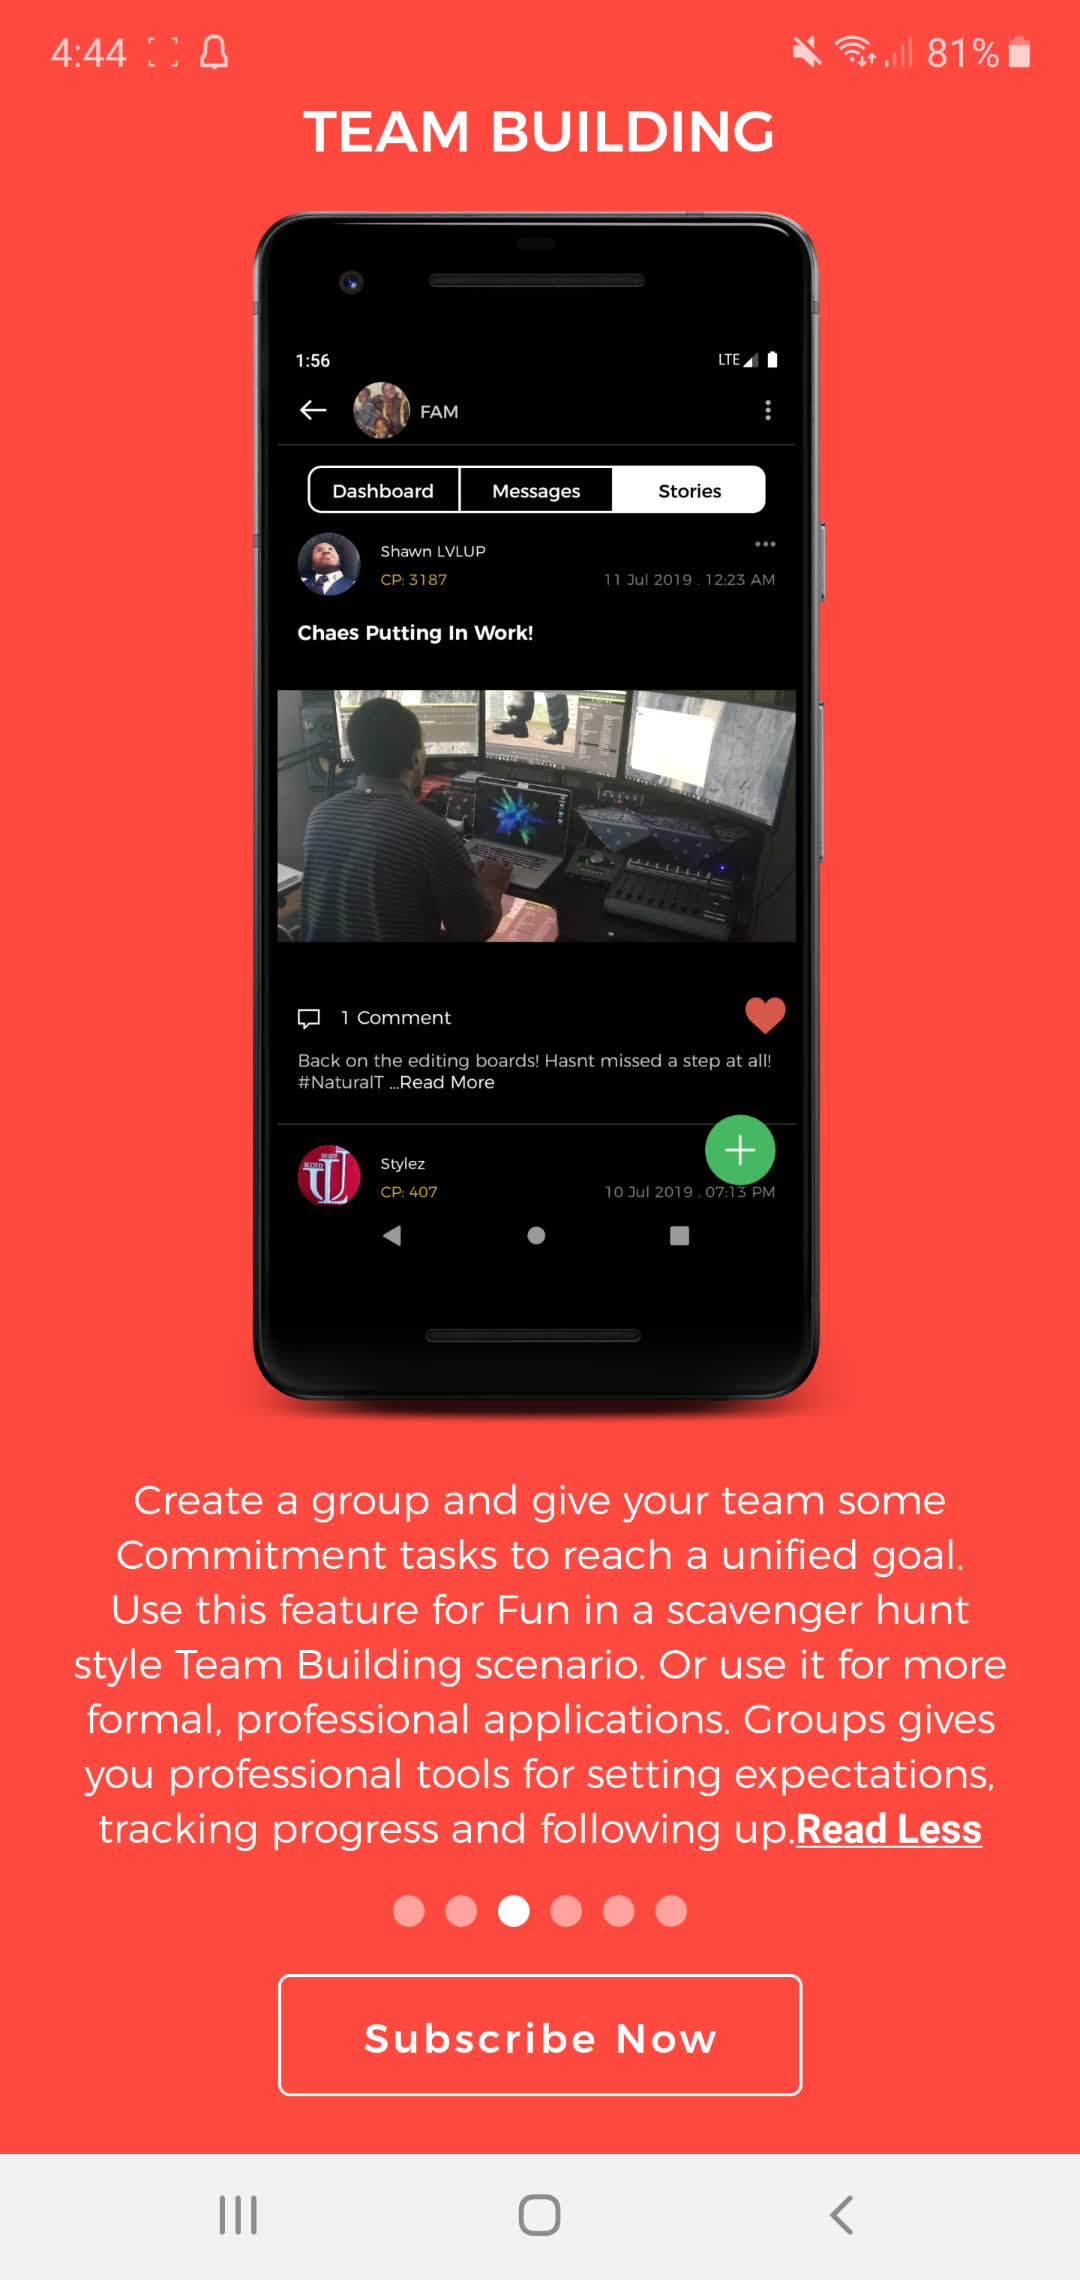 4:44
81%
TEAM BUILDING
1:56
LTE
FAM
Dashboard Messages Stories
Shawn LVLUP
CP: 3187 11 Jul 2019 . 12:23 AM
Chaes Putting In Work!
1 Comment
Back on the editing boards! Hasnt missed a step at all!
#NaturalT ...Read More
MIND
BODY
Stylez
CP: 407 10 Jul 2019 . 07:13 PM
Create a group and give your team some
Commitment tasks to reach a unified goal.
Use this feature for Fun in a scavenger hunt
style Team Building scenario. Or use it for more
formal, professional applications. Groups gives
you professional tools for setting expectations,
tracking progress and following up.Read Less
Subscribe Now